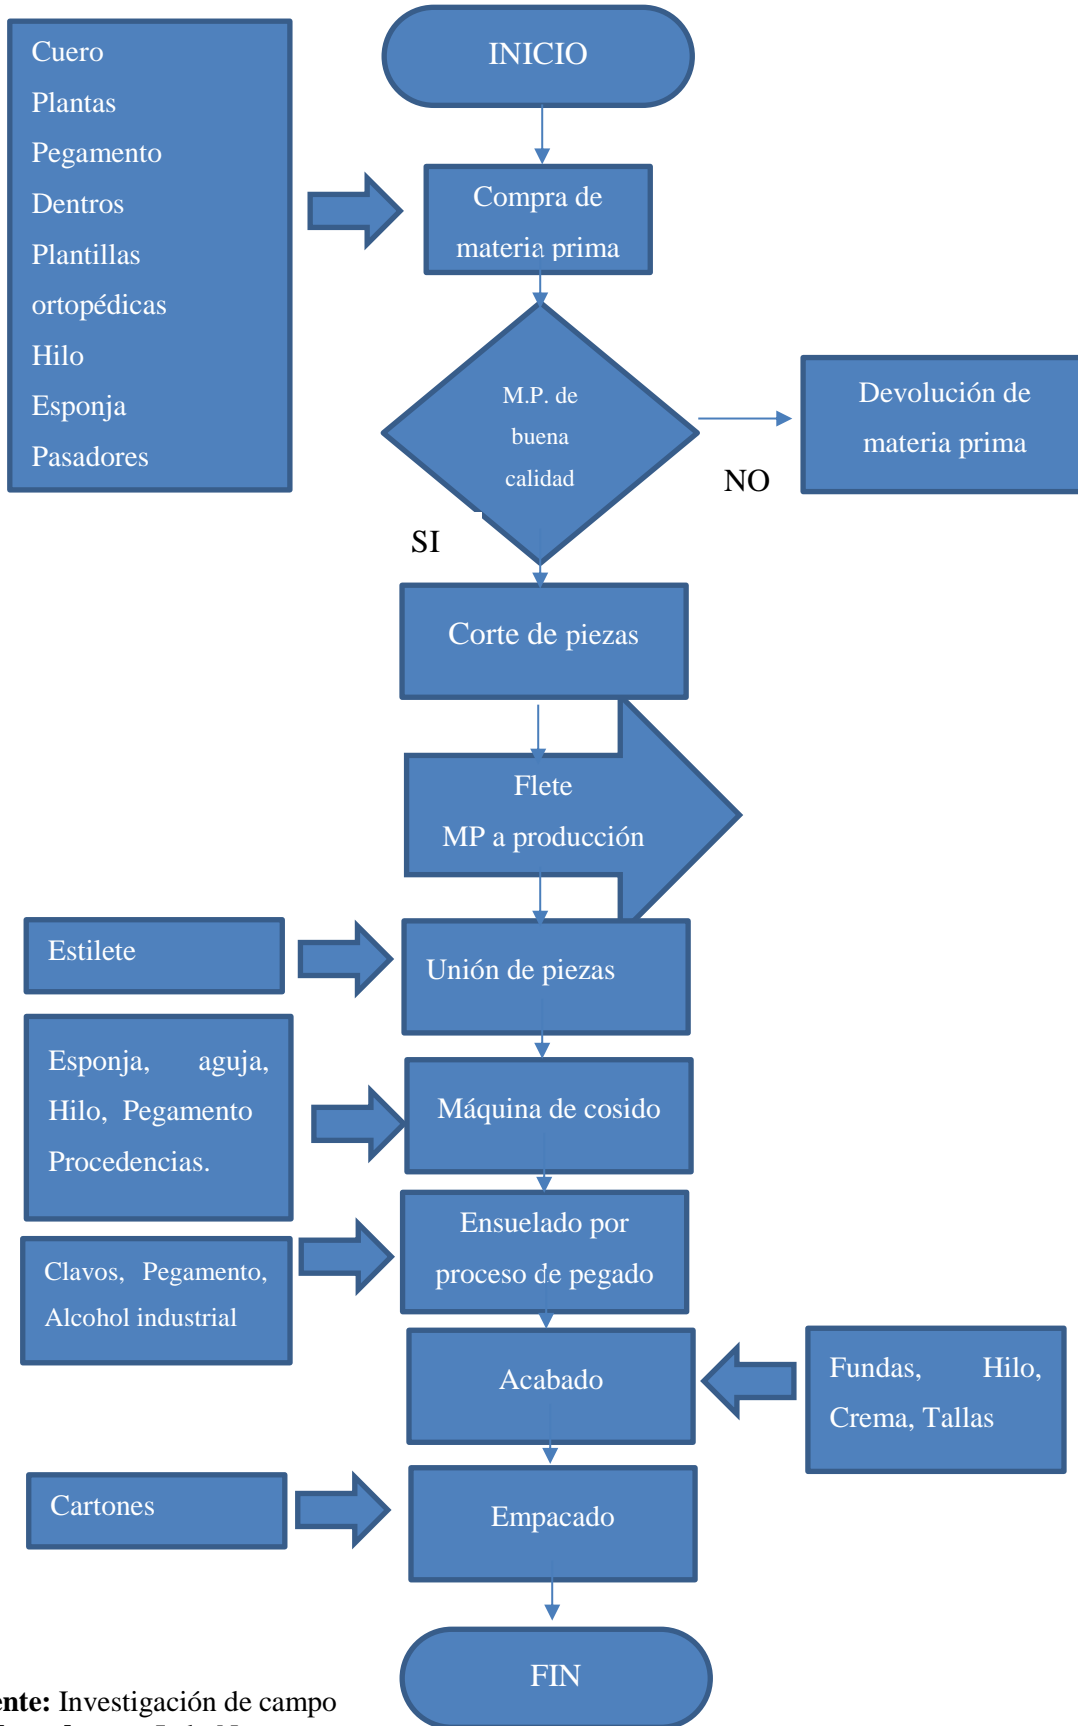 INICIO
Cuero
Plantas
Pegamento
Dentros
Plantillas
ortopédicas
Hilo
Esponja
Pasadores
Compra de
materia prima
M.P. de
buena
calidad
NO
Devolución de
materia prima
SI
Corte de piezas
Flete
MP a producción
Estilete
Unión de piezas
Esponja, aguja,
Hilo, Pegamento
Procedencias.
Máquina de cosido
Clavos, Pegamento,
Alcohol industrial
Ensuelado por
proceso de pegado
Acabado
Fundas, Hilo,
Crema, Tallas
Cartones
Empacado
FIN
ente: Investigación de campo